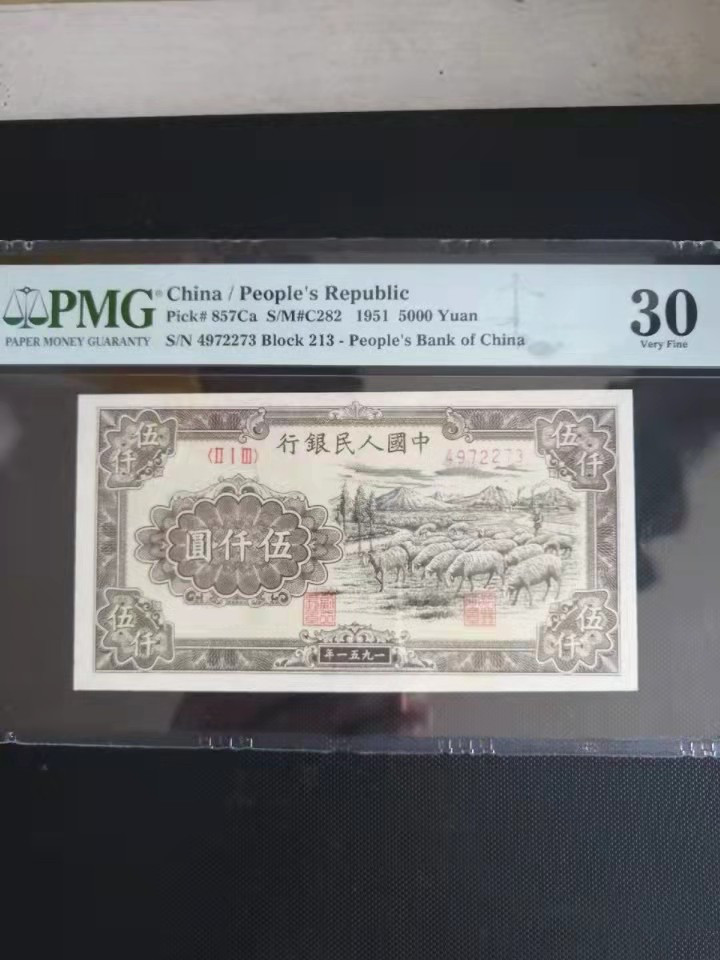 PMG®
PAPER MONEY GUARANTY
China / People's Republic
Pick# 857Ca S/M#C282 1951 5000 Yuan
S/N 4972273 Block 213 - People's Bank of China
30
Very Fine
伍仟
伍仟
行銀民人國中
〈II I III〉
4972273
圓仟伍
伍仟
伍仟
年一五九一